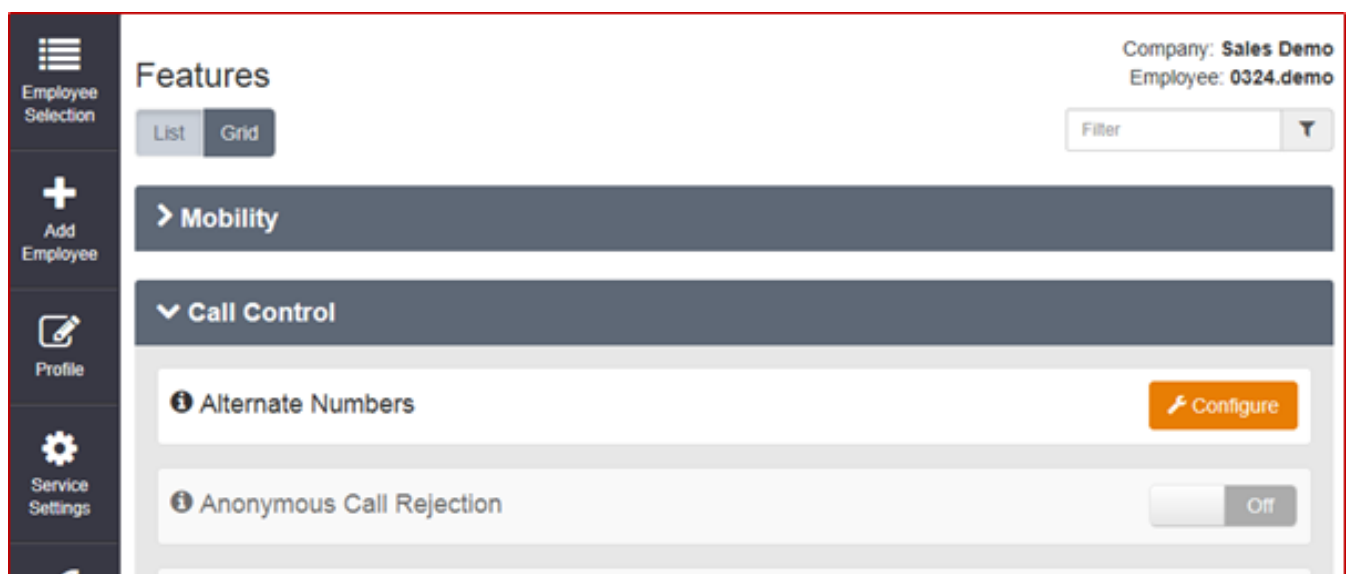 Employee
Selection
Add
Employee
Profile
Service
Settings
Features
Company: Sales Demo
Employee: 0324.demo
List
Grid
Filter
Mobility
Call Control
Alternate Numbers
Configure
Anonymous Call Rejection
Off